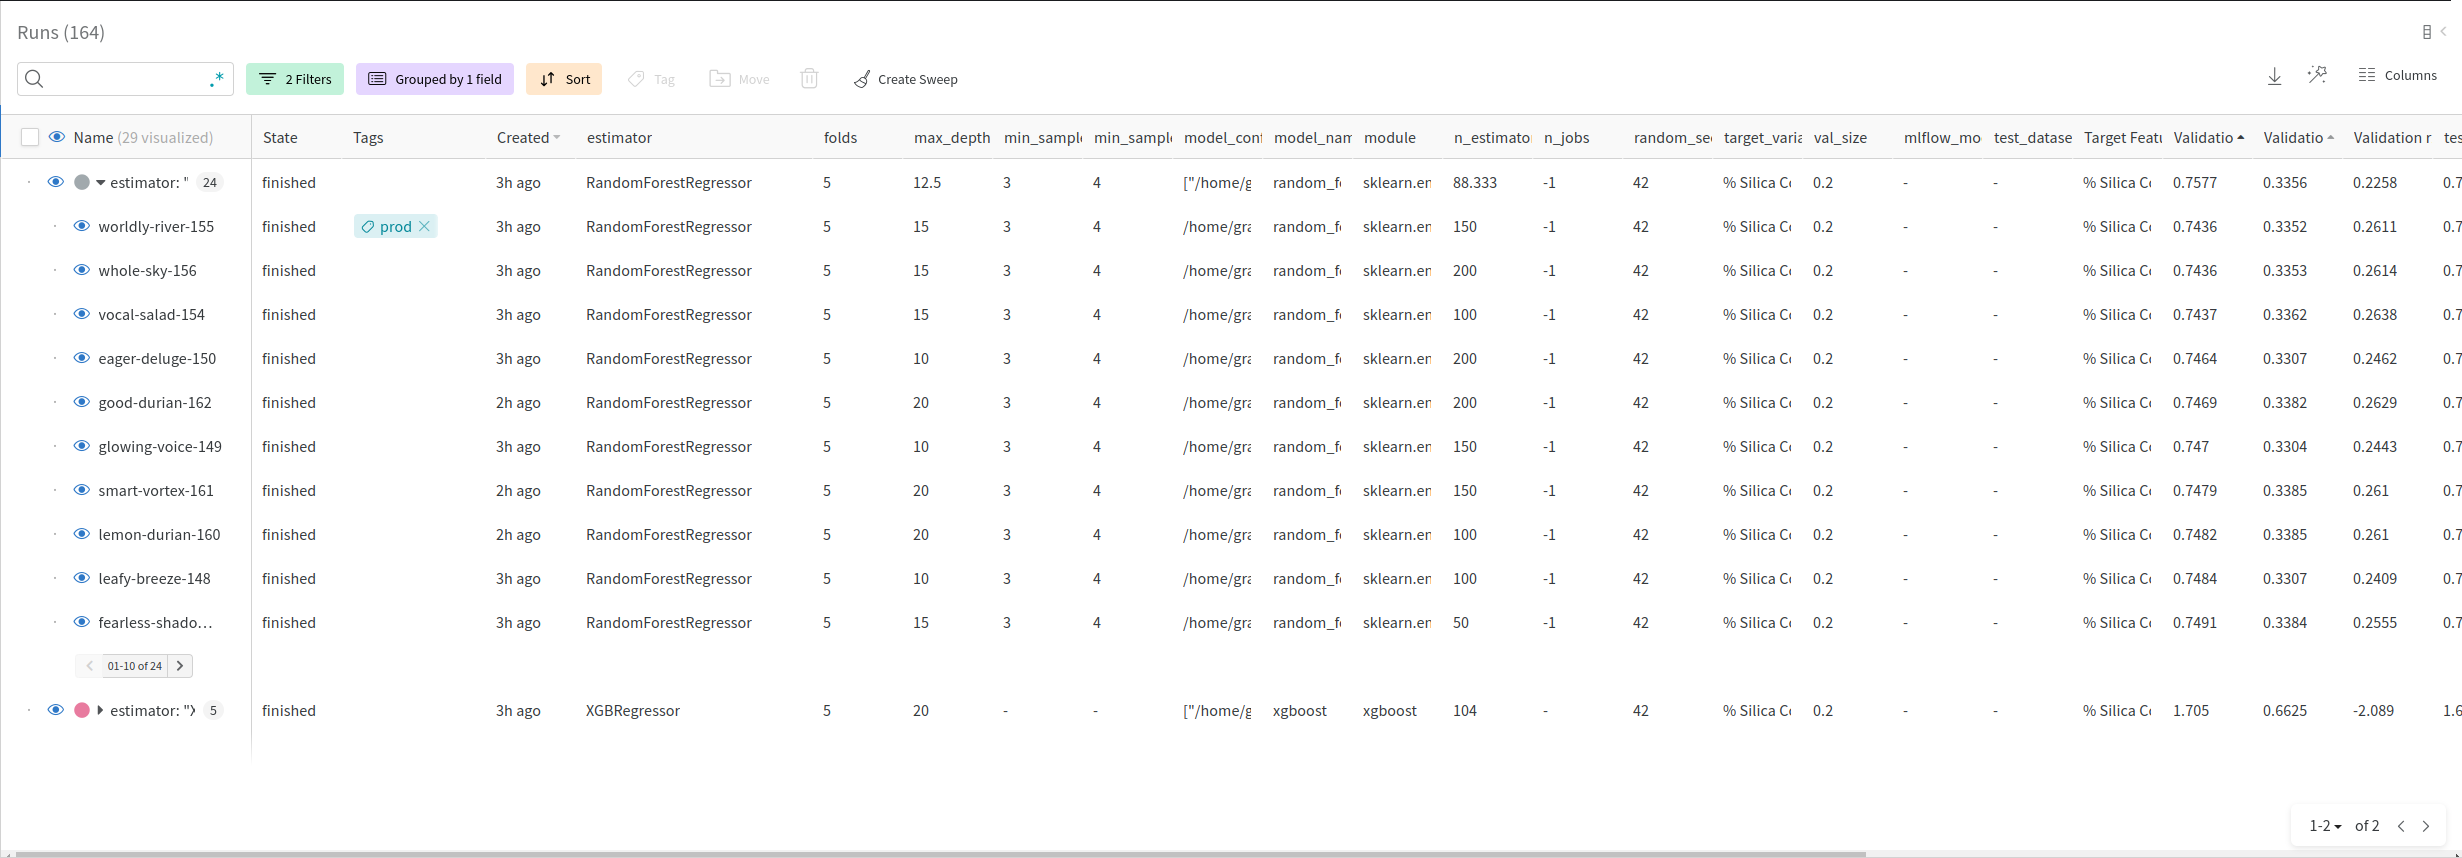 Runs (164)
.* 2 Filters Grouped by 1 field Sort Tag Move Create Sweep Columns
Name (29 visualized) State Tags Created estimator folds max_depth min_sample min_sample model_conf model_nam module n_estimato n_jobs random_se target_varia val_size mlflow_mo test_datase Target Featu Validatio Validatio Validation r tes
estimator: " 24 finished 3h ago RandomForestRegressor 5 12.5 3 4 ["/home/g random_f sklearn.en 88.333 -1 42 % Silica C 0.2 - - % Silica C 0.7577 0.3356 0.2258 0.7
worldly-river-155 finished prod 3h ago RandomForestRegressor 5 15 3 4 /home/gra random_f sklearn.en 150 -1 42 % Silica C 0.2 - - % Silica C 0.7436 0.3352 0.2611 0.7
whole-sky-156 finished 3h ago RandomForestRegressor 5 15 3 4 /home/gra random_f sklearn.en 200 -1 42 % Silica C 0.2 - - % Silica C 0.7436 0.3353 0.2614 0.7
vocal-salad-154 finished 3h ago RandomForestRegressor 5 15 3 4 /home/gra random_f sklearn.en 100 -1 42 % Silica C 0.2 - - % Silica C 0.7437 0.3362 0.2638 0.7
eager-deluge-150 finished 3h ago RandomForestRegressor 5 10 3 4 /home/gra random_f sklearn.en 200 -1 42 % Silica C 0.2 - - % Silica C 0.7464 0.3307 0.2462 0.7
good-durian-162 finished 2h ago RandomForestRegressor 5 20 3 4 /home/gra random_f sklearn.en 200 -1 42 % Silica C 0.2 - - % Silica C 0.7469 0.3382 0.2629 0.7
glowing-voice-149 finished 3h ago RandomForestRegressor 5 10 3 4 /home/gra random_f sklearn.en 150 -1 42 % Silica C 0.2 - - % Silica C 0.747 0.3304 0.2443 0.7
smart-vortex-161 finished 2h ago RandomForestRegressor 5 20 3 4 /home/gra random_f sklearn.en 150 -1 42 % Silica C 0.2 - - % Silica C 0.7479 0.3385 0.261 0.7
lemon-durian-160 finished 2h ago RandomForestRegressor 5 20 3 4 /home/gra random_f sklearn.en 100 -1 42 % Silica C 0.2 - - % Silica C 0.7482 0.3385 0.261 0.7
leafy-breeze-148 finished 3h ago RandomForestRegressor 5 10 3 4 /home/gra random_f sklearn.en 100 -1 42 % Silica C 0.2 - - % Silica C 0.7484 0.3307 0.2409 0.7
fearless-shado... finished 3h ago RandomForestRegressor 5 15 3 4 /home/gra random_f sklearn.en 50 -1 42 % Silica C 0.2 - - % Silica C 0.7491 0.3384 0.2555 0.7
01-10 of 24
estimator: "X 5 finished 3h ago XGBRegressor 5 20 - - ["/home/g xgboost xgboost 104 - 42 % Silica C 0.2 - - % Silica C 1.705 0.6625 -2.089 1.6
1-2 of 2